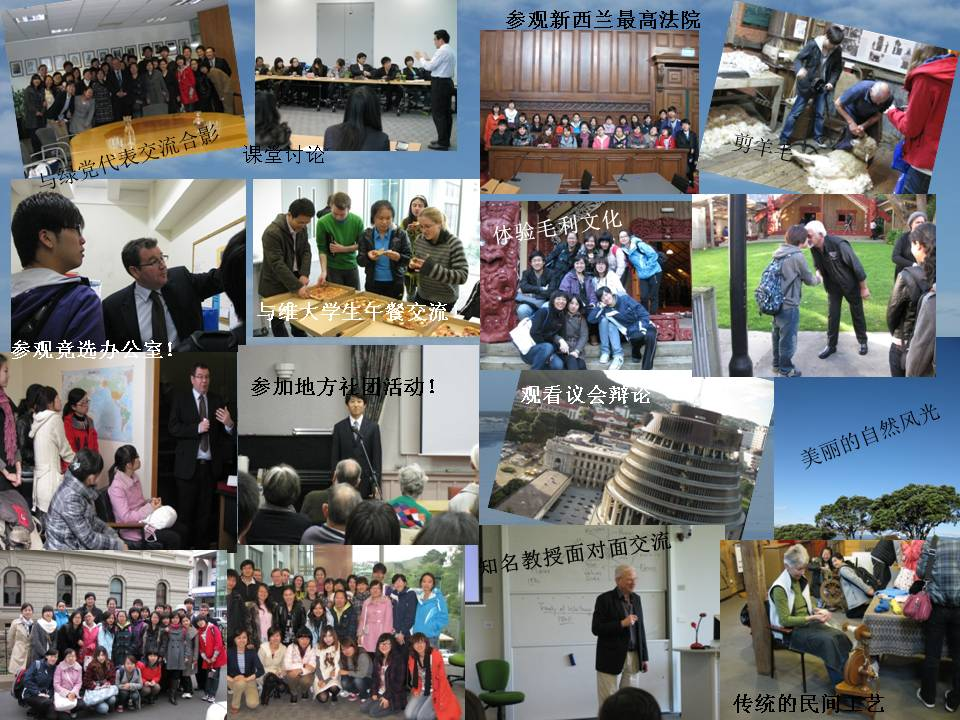 参观新西兰最高法院
与绿党代表交流合影
课堂讨论
剪羊毛
体验毛利文化
与维大学生午餐交流！
参观竞选办公室！
参加地方社团活动！
观看议会辩论
美丽的自然风光
知名教授面对面交流
传统的民间工艺